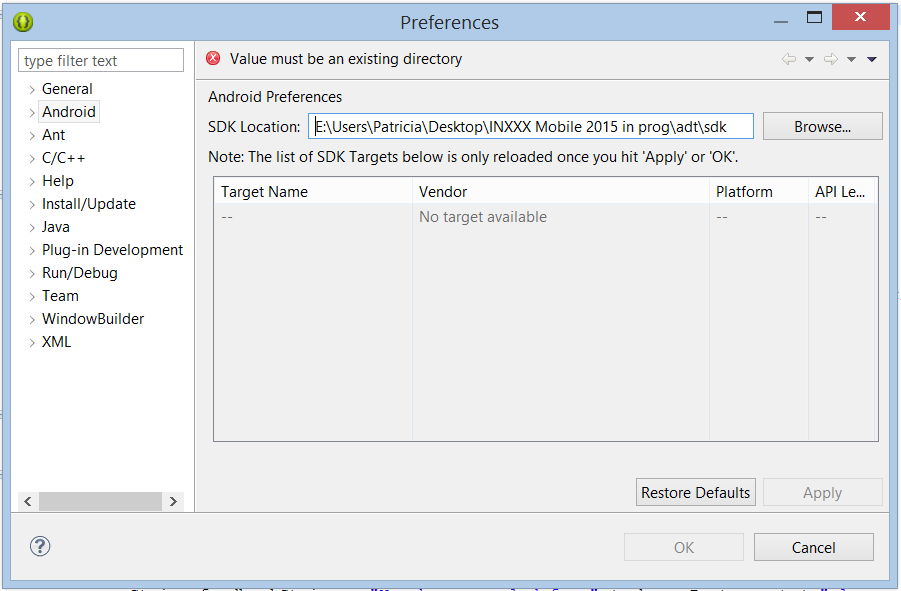 Preferences
type filter text
General
Android
Ant
C/C++
Help
Install/Update
Java
Plug-in Development
Run/Debug
Team
WindowBuilder
XML
Value must be an existing directory
Android Preferences
SDK Location: E:\Users\Patricia\Desktop\INXXX Mobile 2015 in prog\adt\sdk Browse...
Note: The list of SDK Targets below is only reloaded once you hit 'Apply' or 'OK'.
Target Name Vendor Platform API Le...
-- No target available -- --
Restore Defaults Apply
? OK Cancel